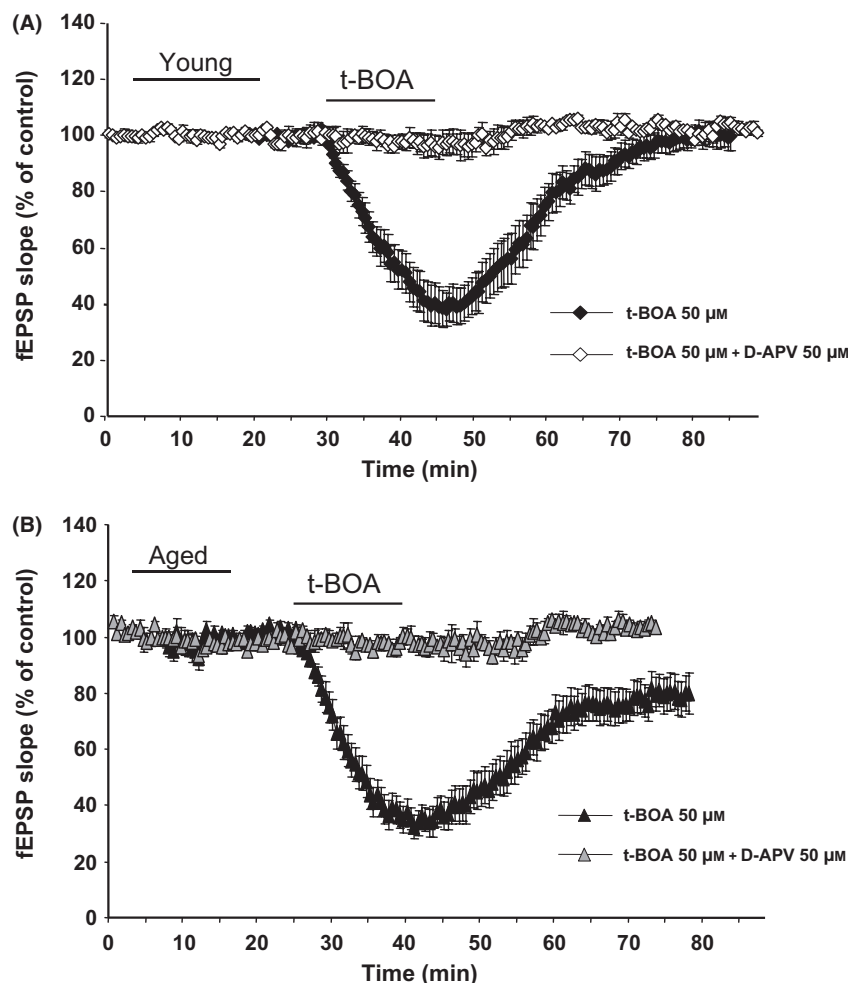 (A)
140
120
100
80
60
40
20
0
fEPSP slope (% of control)
Young
t-BOA
t-BOA 50 µM
t-BOA 50 µM + D-APV 50 µM
0 10 20 30 40 50 60 70 80
Time (min)
(B)
140
120
100
80
60
40
20
0
fEPSP slope (% of control)
Aged
t-BOA
t-BOA 50 µM
t-BOA 50 µM + D-APV 50 µM
0 10 20 30 40 50 60 70 80
Time (min)